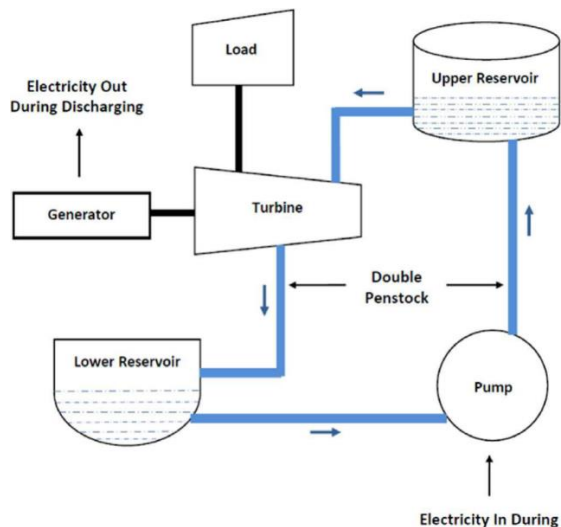 Load
Upper Reservoir
Electricity Out
During Discharging
Generator
Turbine
Double
Penstock
Lower Reservoir
Pump
Electricity In During